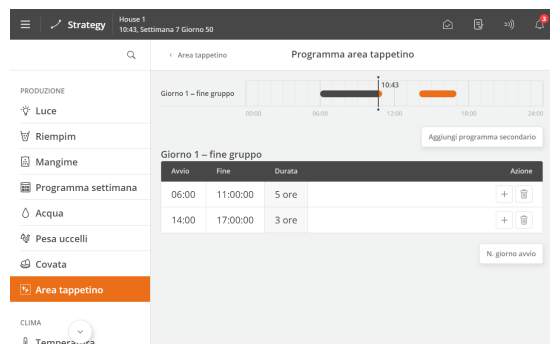 Strategy
House 1
10:43, Settimana 7 Giorno 50
3
Area tappetino
Programma area tappetino
PRODUZIONE
Luce
Riempim
Mangime
Programma settimana
Acqua
Pesa uccelli
Covata
Area tappetino
CLIMA
Temperatura
Giorno 1 – fine gruppo
10:43
00:00
06:00
12:00
18:00
24:00
Aggiungi programma secondario
Giorno 1 – fine gruppo
Avvio Fine Durata Azione
06:00 11:00:00 5 ore
14:00 17:00:00 3 ore
N. giorno avvio